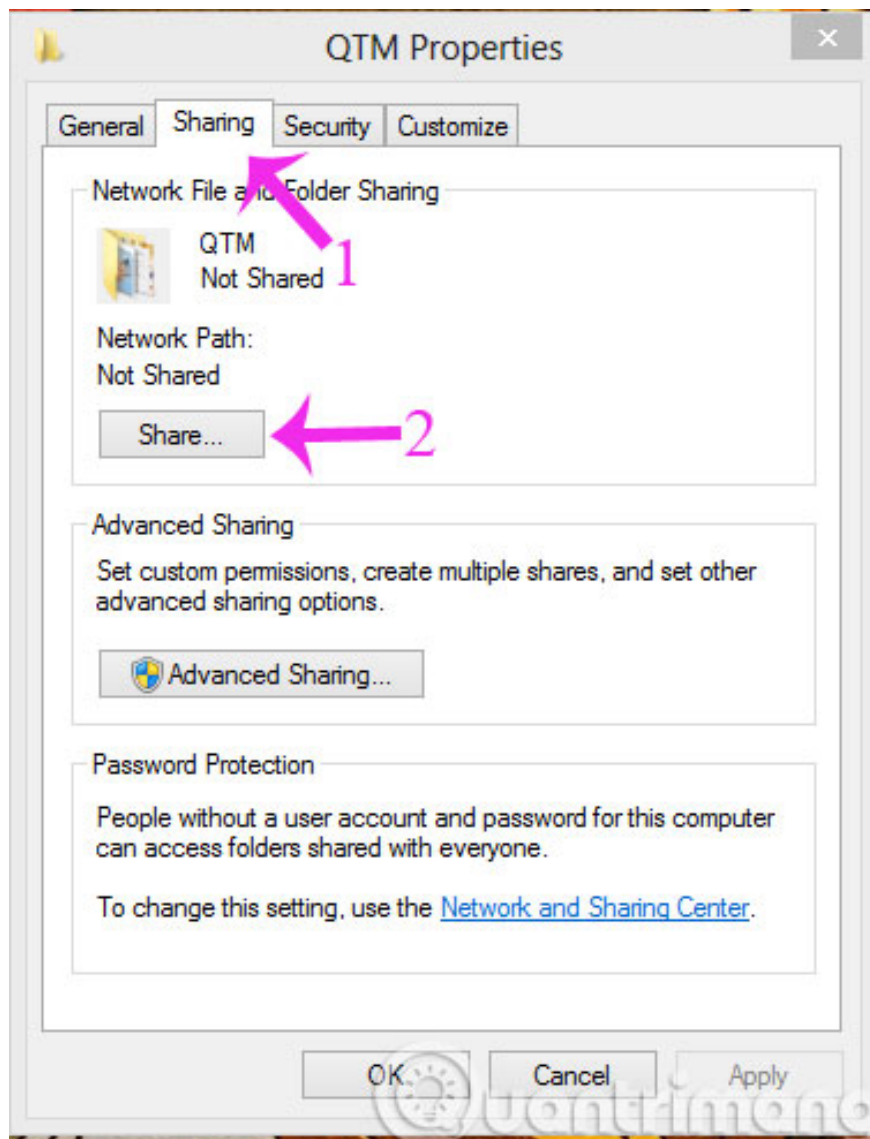 QTM Properties
General Sharing Security Customize
Network File and Folder Sharing
QTM
Not Shared 1
Network Path:
Not Shared
Share... 2
Advanced Sharing
Set custom permissions, create multiple shares, and set other
advanced sharing options.
Advanced Sharing...
Password Protection
People without a user account and password for this computer
can access folders shared with everyone.
To change this setting, use the Network and Sharing Center.
OK Cancel Apply
Quantrimang